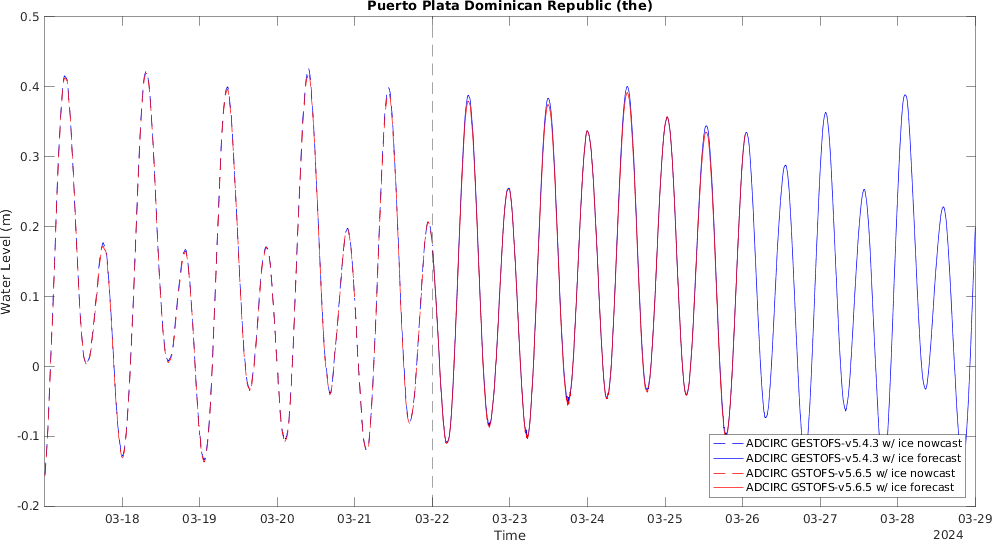 Puerto Plata Dominican Republic (the)
0.5
0.4
0.3
0.2
0.1
0
-0.1
-0.2
Water Level (m)
03-18 03-19 03-20 03-21 03-22 03-23 03-24 03-25 03-26 03-27 03-28 03-29
Time
2024
ADCIRC GESTOFS-v5.4.3 w/ ice nowcast
ADCIRC GESTOFS-v5.4.3 w/ ice forecast
ADCIRC GSTOFS-v5.6.5 w/ ice nowcast
ADCIRC GSTOFS-v5.6.5 w/ ice forecast